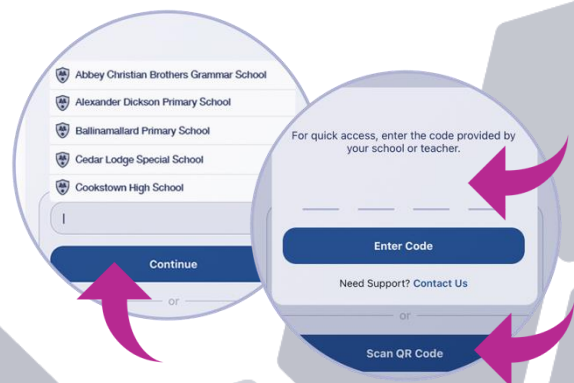 Abbey Christian Brothers Grammar School
Alexander Dickson Primary School
Ballinamallard Primary School
Cedar Lodge Special School
Cookstown High School
Continue
or
For quick access, enter the code provided by
your school or teacher.
Enter Code
Need Support? Contact Us
or
Scan QR Code